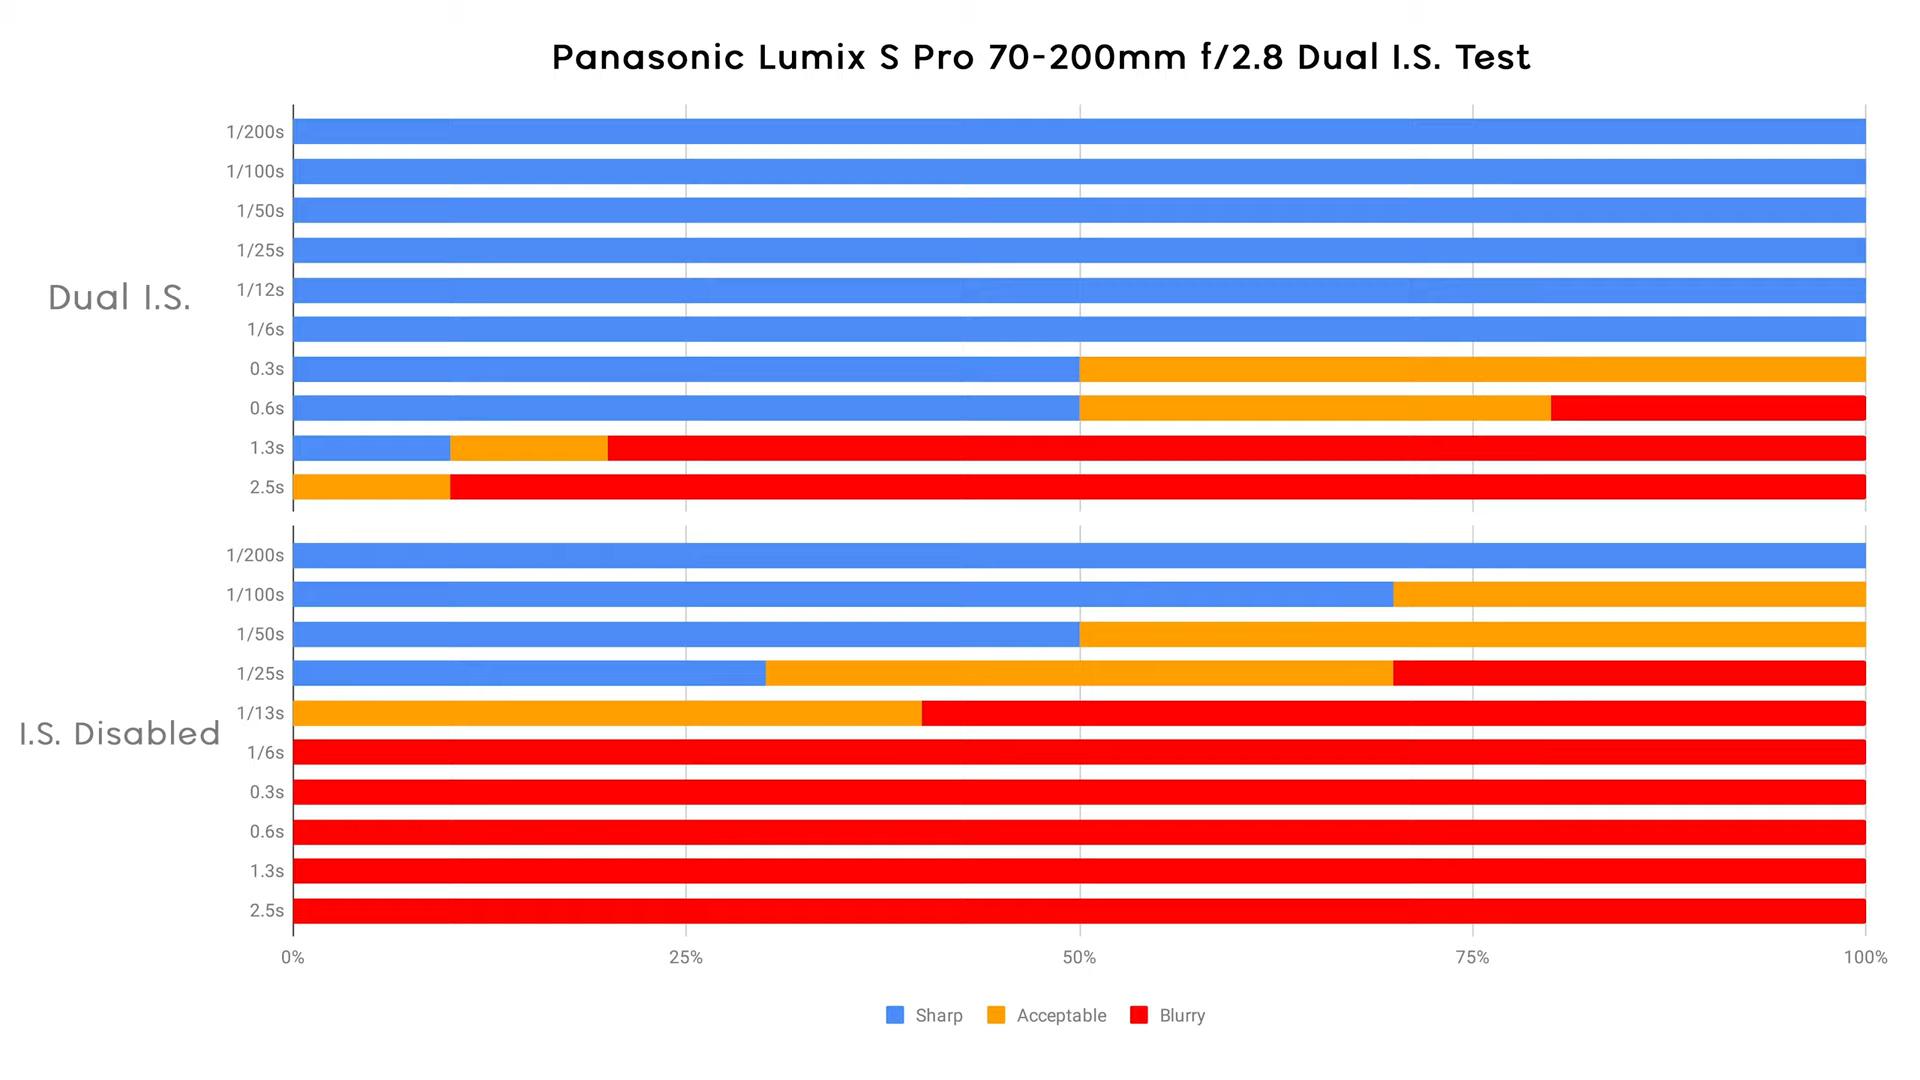 Panasonic Lumix S Pro 70-200mm f/2.8 Dual I.S. Test
Dual I.S.
1/200s
1/100s
1/50s
1/25s
1/12s
1/6s
0.3s
0.6s
1.3s
2.5s
I.S. Disabled
1/200s
1/100s
1/50s
1/25s
1/13s
1/6s
0.3s
0.6s
1.3s
2.5s
0% 25% 50% 75% 100%
Sharp Acceptable Blurry